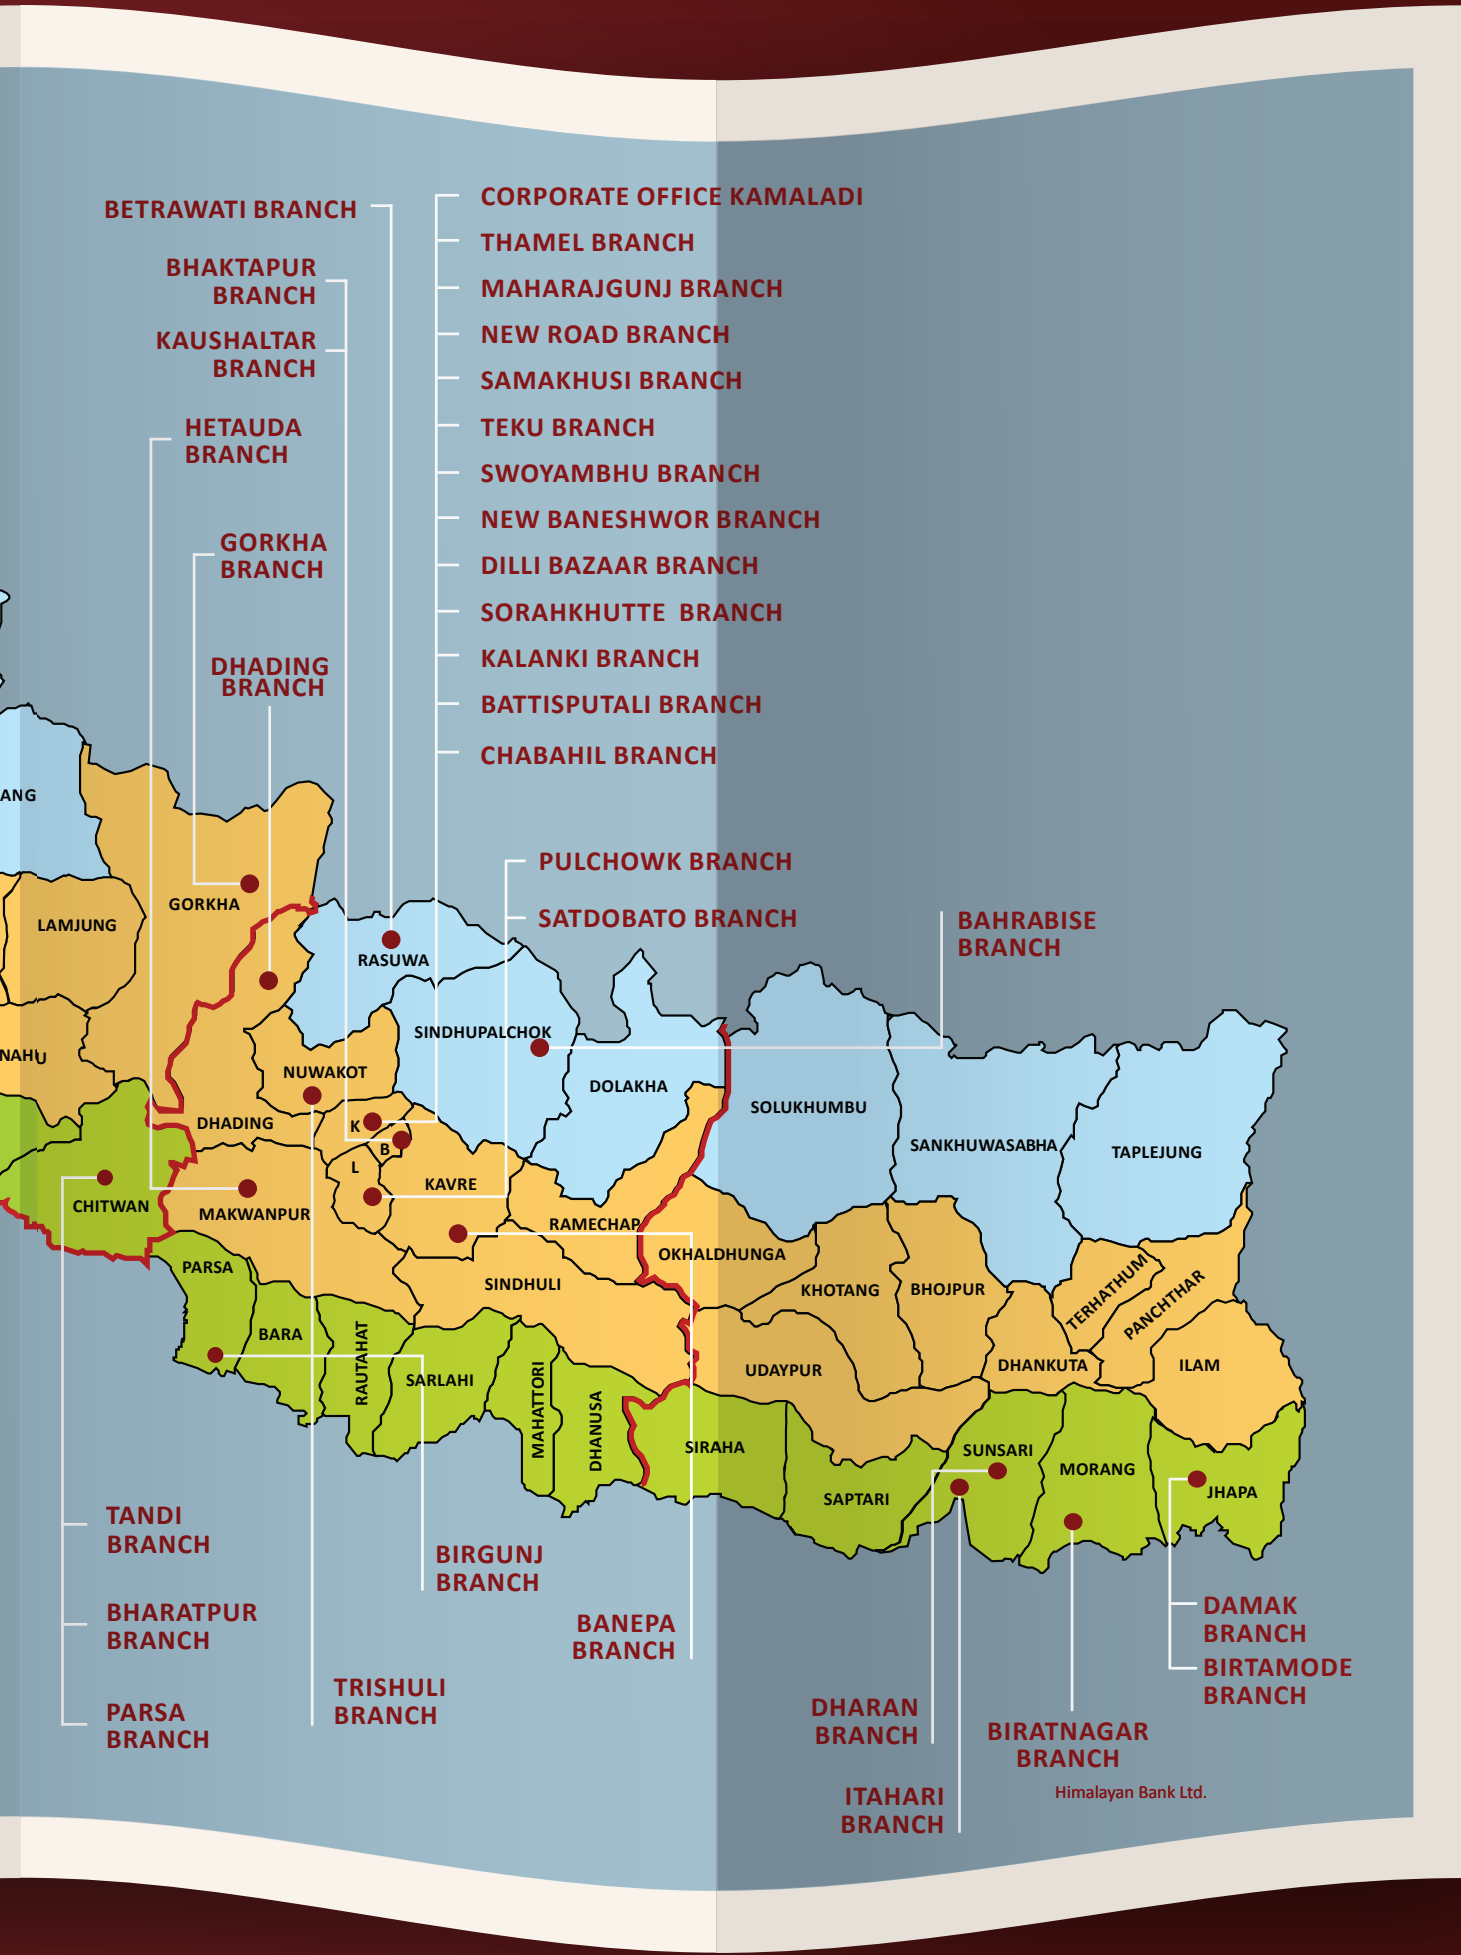 BETRAWATI BRANCH
BHAKTAPUR
BRANCH
KAUSHALTAR
BRANCH
HETAUDA
BRANCH
GORKHA
BRANCH
DHADING
BRANCH
CORPORATE OFFICE KAMALADI
THAMEL BRANCH
MAHARAJGUNJ BRANCH
NEW ROAD BRANCH
SAMAKHUSI BRANCH
TEKU BRANCH
SWOYAMBHU BRANCH
NEW BANESHWOR BRANCH
DILLI BAZAAR BRANCH
SORAHKHUTTE BRANCH
KALANKI BRANCH
BATTISPUTALI BRANCH
CHABAHIL BRANCH
PULCHOWK BRANCH
SATDOBATO BRANCH
BAHRABISE
BRANCH
ANG
LAMJUNG
GORKHA
RASUWA
SINDHUPALCHOK
NAHU
NUWAKOT
DOLAKHA
SOLUKHUMBU
DHADING
K
B
L
SANKHUWASABHA
TAPLEJUNG
CHITWAN
MAKWANPUR
KAVRE
RAMECHAP
OKHALDHUNGA
PARSA
SINDHULI
KHOTANG
BHOJPUR
TERHATHUM
PANCHTHAR
BARA
RAUTAHAT
SARLAHI
UDAYPUR
DHANKUTA
ILAM
MAHATTORI
DHANUSA
SIRAHA
SUNSARI
MORANG
SAPTARI
JHAPA
TANDI
BRANCH
BHARATPUR
BRANCH
PARSA
BRANCH
BIRGUNJ
BRANCH
TRISHULI
BRANCH
BANEPA
BRANCH
DHARAN
BRANCH
ITAHARI
BRANCH
BIRATNAGAR
BRANCH
DAMAK
BRANCH
BIRTAMODE
BRANCH
Himalayan Bank Ltd.